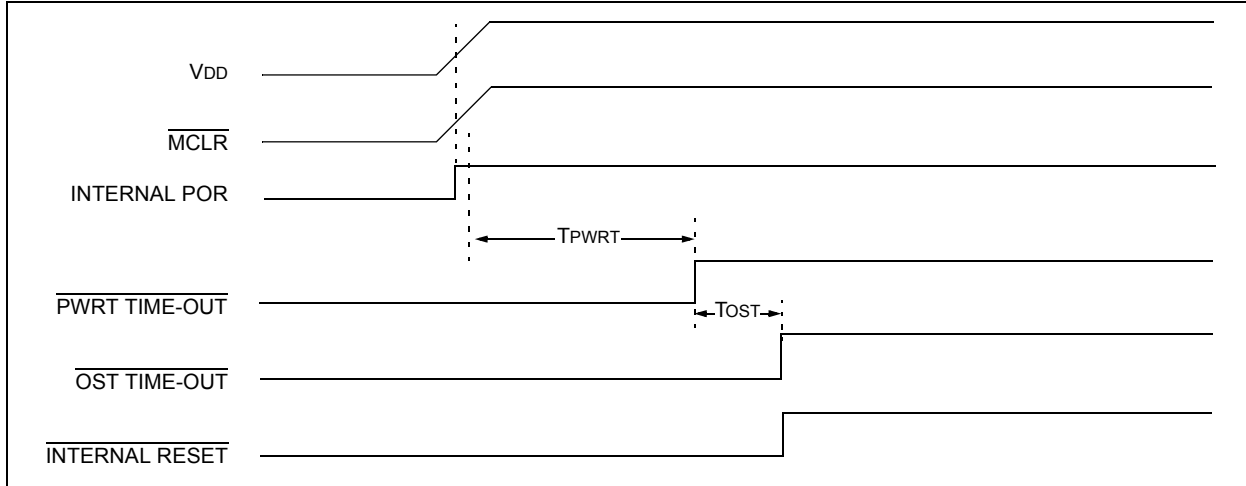 VDD
MCLR
INTERNAL POR
TPWRT
PWRT TIME-OUT
TOST
OST TIME-OUT
INTERNAL RESET